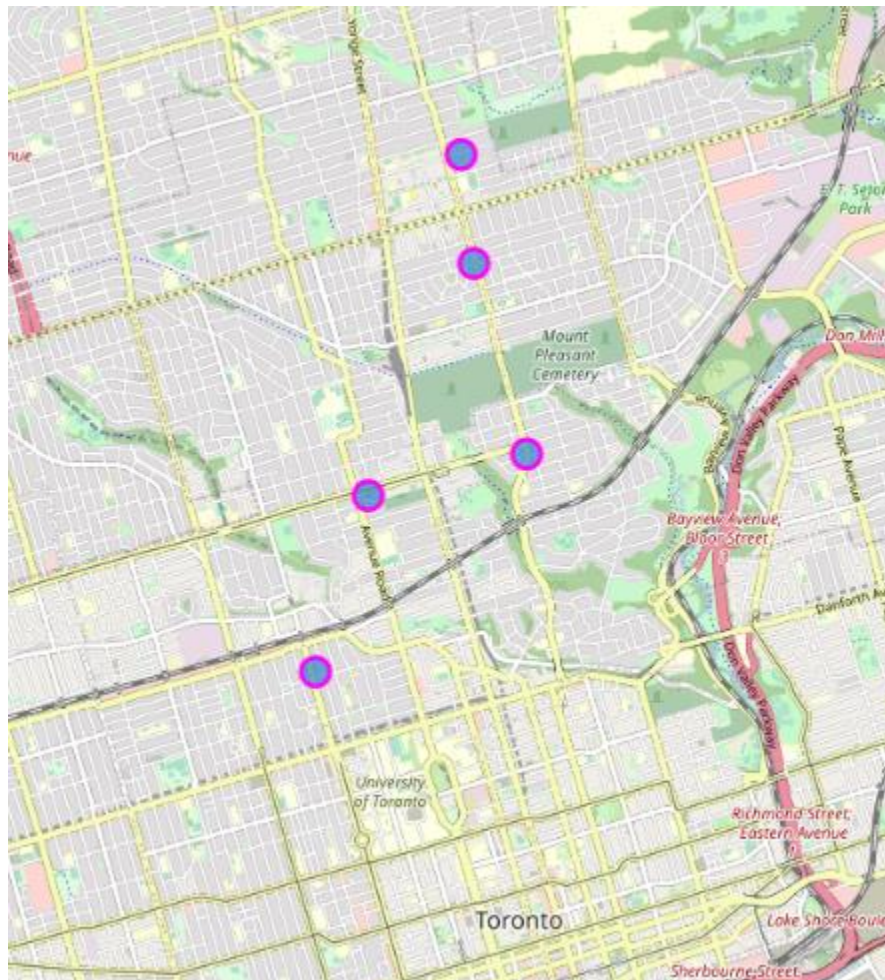 Yonge Street
Street
nue
E. T. Seton
Park
Mount
Pleasant
Cemetery
Don Mill
Don Valley Parkway
Bayview Avenue
Pape Avenue
Bayview Avenue,
Bloor Street
Avenue Road
Danforth Av
Don Valley Parkway
University
of Toronto
Richmond Street,
Eastern Avenue
Toronto
Lake Shore Boule
Sherbourne Street,